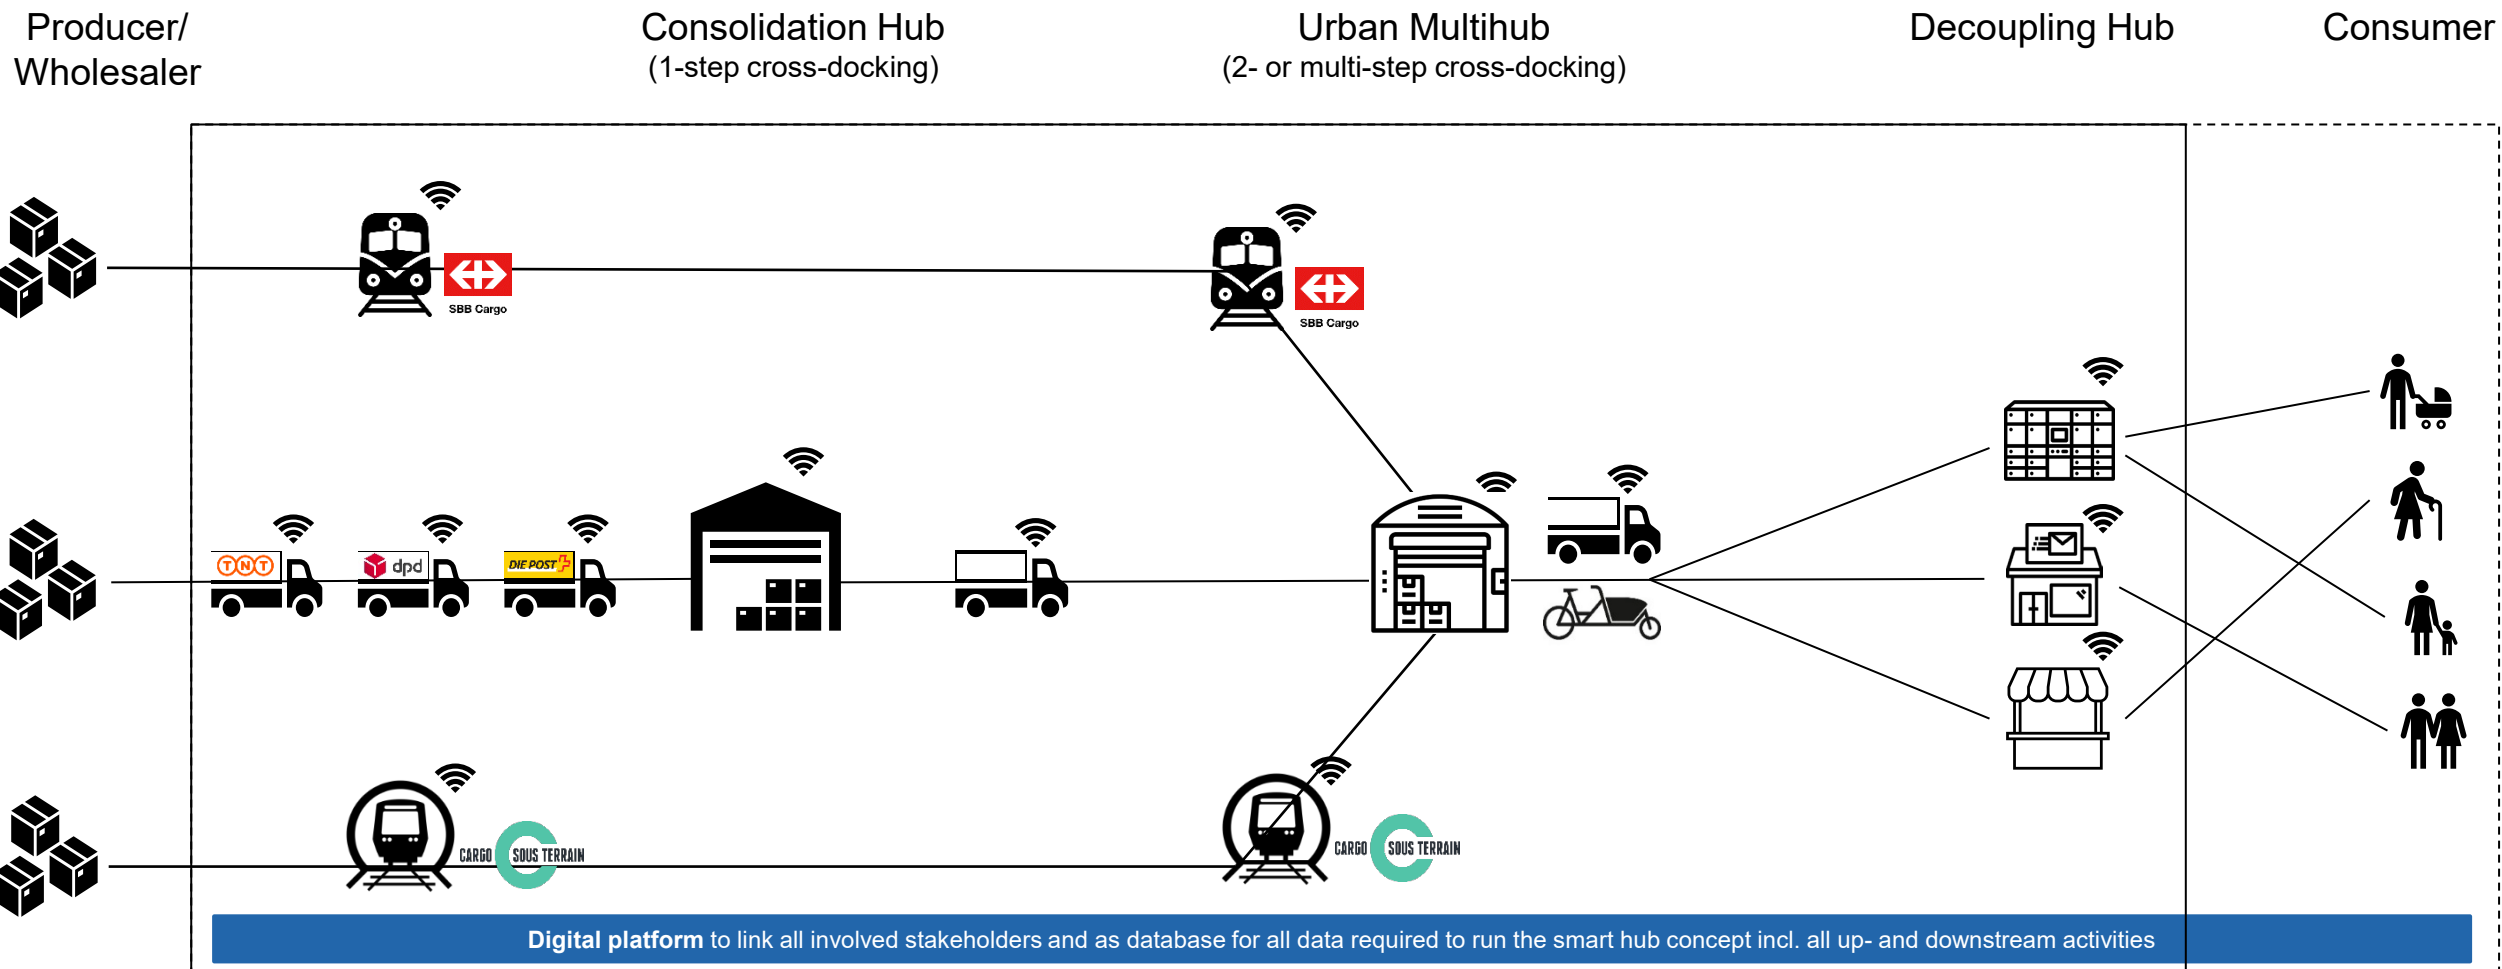 Producer/
Wholesaler
Consolidation Hub
(1-step cross-docking)
Urban Multihub
(2- or multi-step cross-docking)
Decoupling Hub
Consumer
SBB Cargo
SBB Cargo
TNT
dpd
DIE POST
CARGO SOUS TERRAIN
CARGO SOUS TERRAIN
Digital platform to link all involved stakeholders and as database for all data required to run the smart hub concept incl. all up- and downstream activities